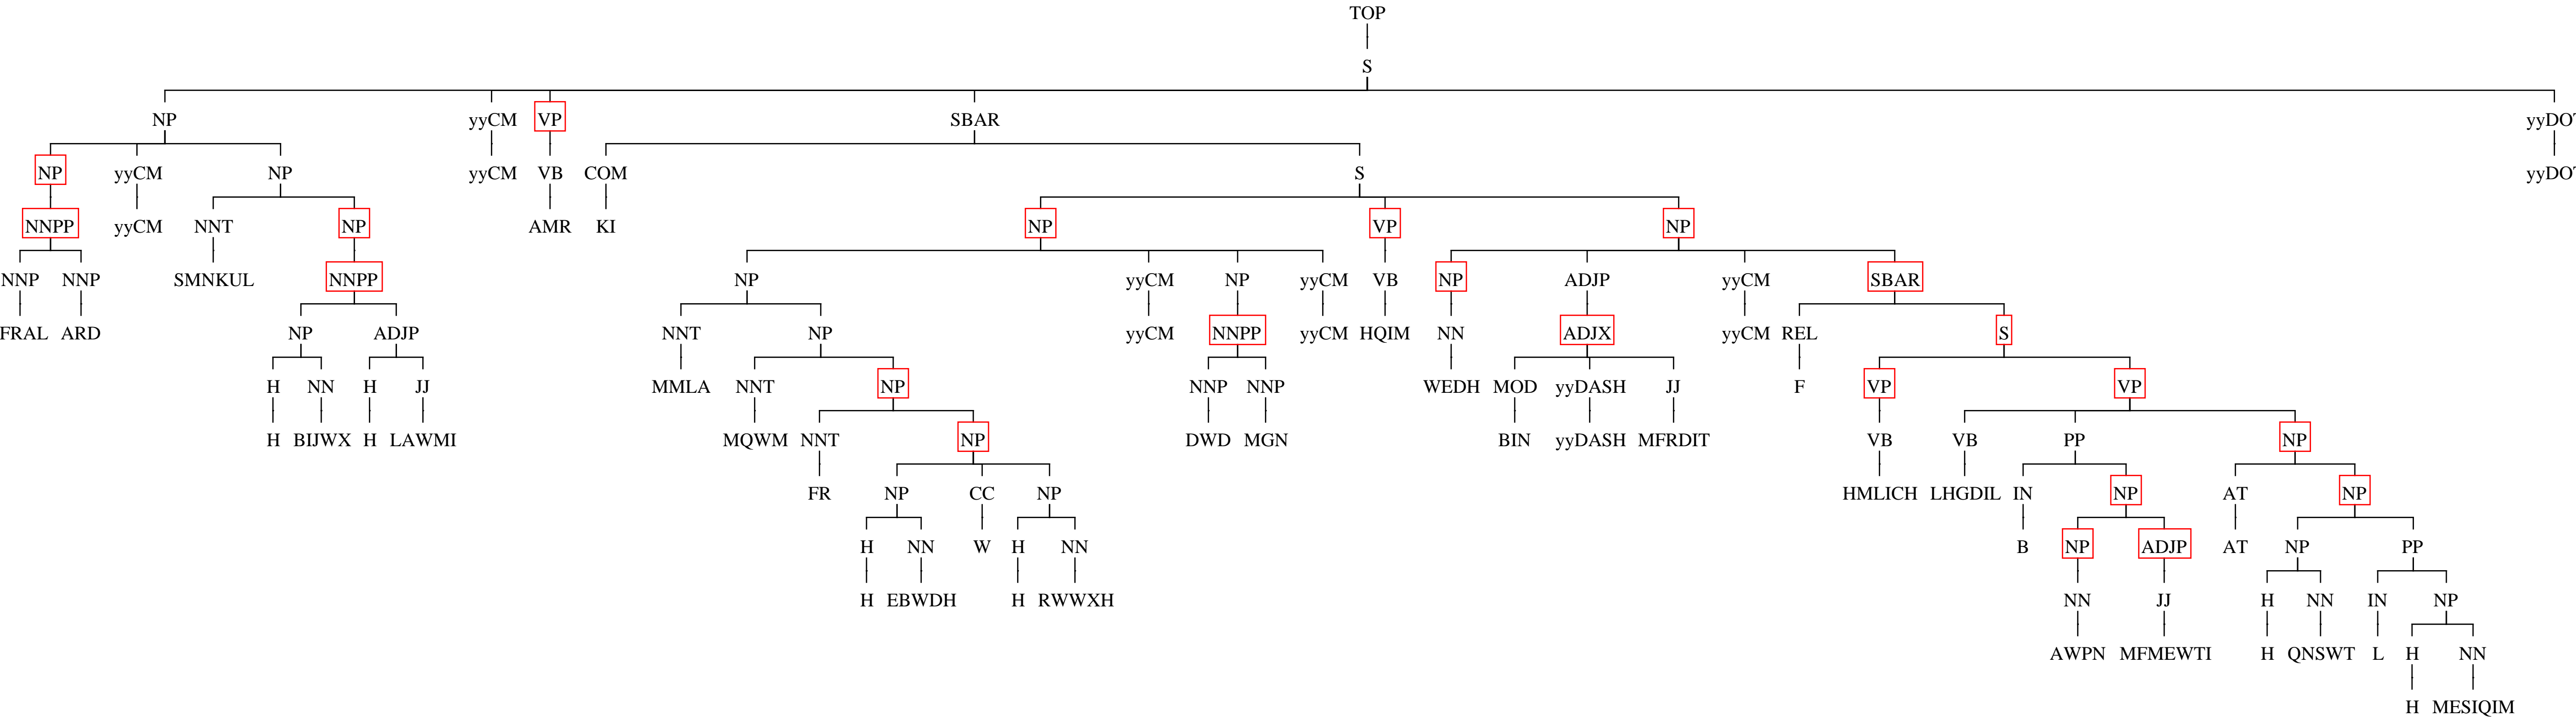 TOP
S
NP yyCM VP SBAR yyDOT
NP yyCM NP yyCM VB COM S yyDOT
NNPP yyCM NNT NP AMR KI NP VP NP
NNP NNP SMNKUL NNPP NP yyCM NP yyCM VB NP ADJP yyCM SBAR
FRAL ARD NP ADJP NNT NP yyCM NNPP yyCM HQIM NN ADJX yyCM REL S
H NN H JJ MMLA NNT NP NNP NNP WEDH MOD yyDASH JJ F VP VP
H BIJWX H LAWMI MQWM NNT NP DWD MGN BIN yyDASH MFRDIT VB VB PP NP
FR NP CC NP HMLICH LHGDIL IN NP AT NP
H NN W H NN B NP ADJP AT NP PP
H EBWDH H RWWXH NN JJ H NN IN NP
AWPN MFMEWTI H QNSWT L H NN
H MESIQIM